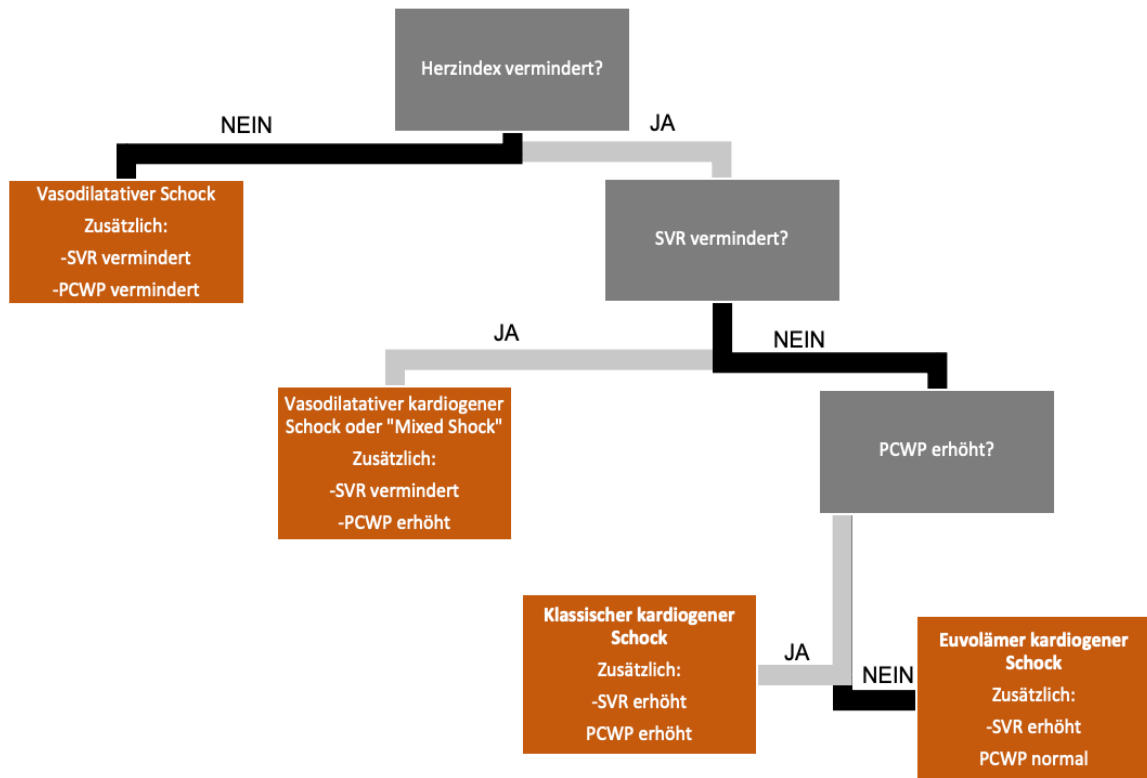 Herzindex vermindert?
NEIN
JA
Vasodilatativer Schock
Zusätzlich:
-SVR vermindert
-PCWP vermindert
SVR vermindert?
JA
NEIN
Vasodilatativer kardiogener
Schock oder "Mixed Shock"
Zusätzlich:
-SVR vermindert
-PCWP erhöht
PCWP erhöht?
Klassischer kardiogener
Schock
Zusätzlich:
-SVR erhöht
PCWP erhöht
JA
NEIN
Euvolämer kardiogener
Schock
Zusätzlich:
-SVR erhöht
PCWP normal